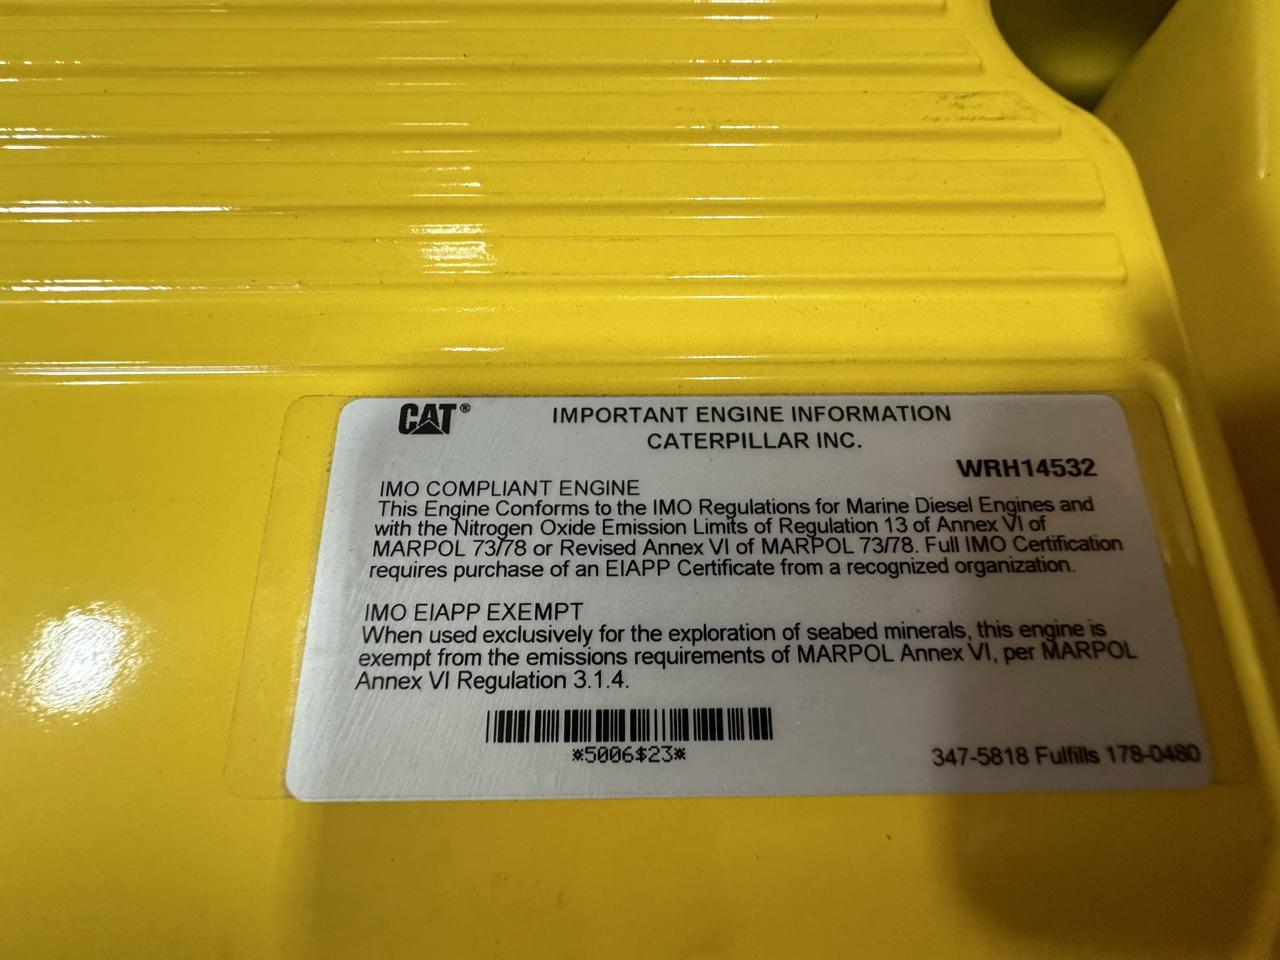 CAT®
IMPORTANT ENGINE INFORMATION
CATERPILLAR INC.
WRH14532
IMO COMPLIANT ENGINE
This Engine Conforms to the IMO Regulations for Marine Diesel Engines and
with the Nitrogen Oxide Emission Limits of Regulation 13 of Annex VI of
MARPOL 73/78 or Revised Annex VI of MARPOL 73/78. Full IMO Certification
requires purchase of an EIAPP Certificate from a recognized organization.
IMO EIAPP EXEMPT
When used exclusively for the exploration of seabed minerals, this engine is
exempt from the emissions requirements of MARPOL Annex VI, per MARPOL
Annex VI Regulation 3.1.4.
*5006$23*
347-5818 Fulfills 178-0480